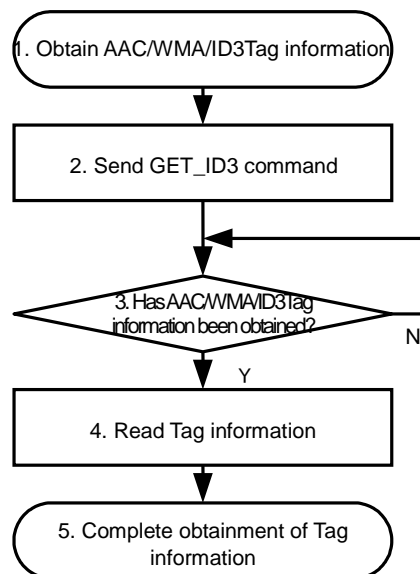 1. Obtain AAC/WMA/ID3Tag information
2. Send GET_ID3 command
3. Has AAC/WMA/ID3Tag
information been obtained?
N
Y
4. Read Tag information
5. Complete obtainment of Tag
information